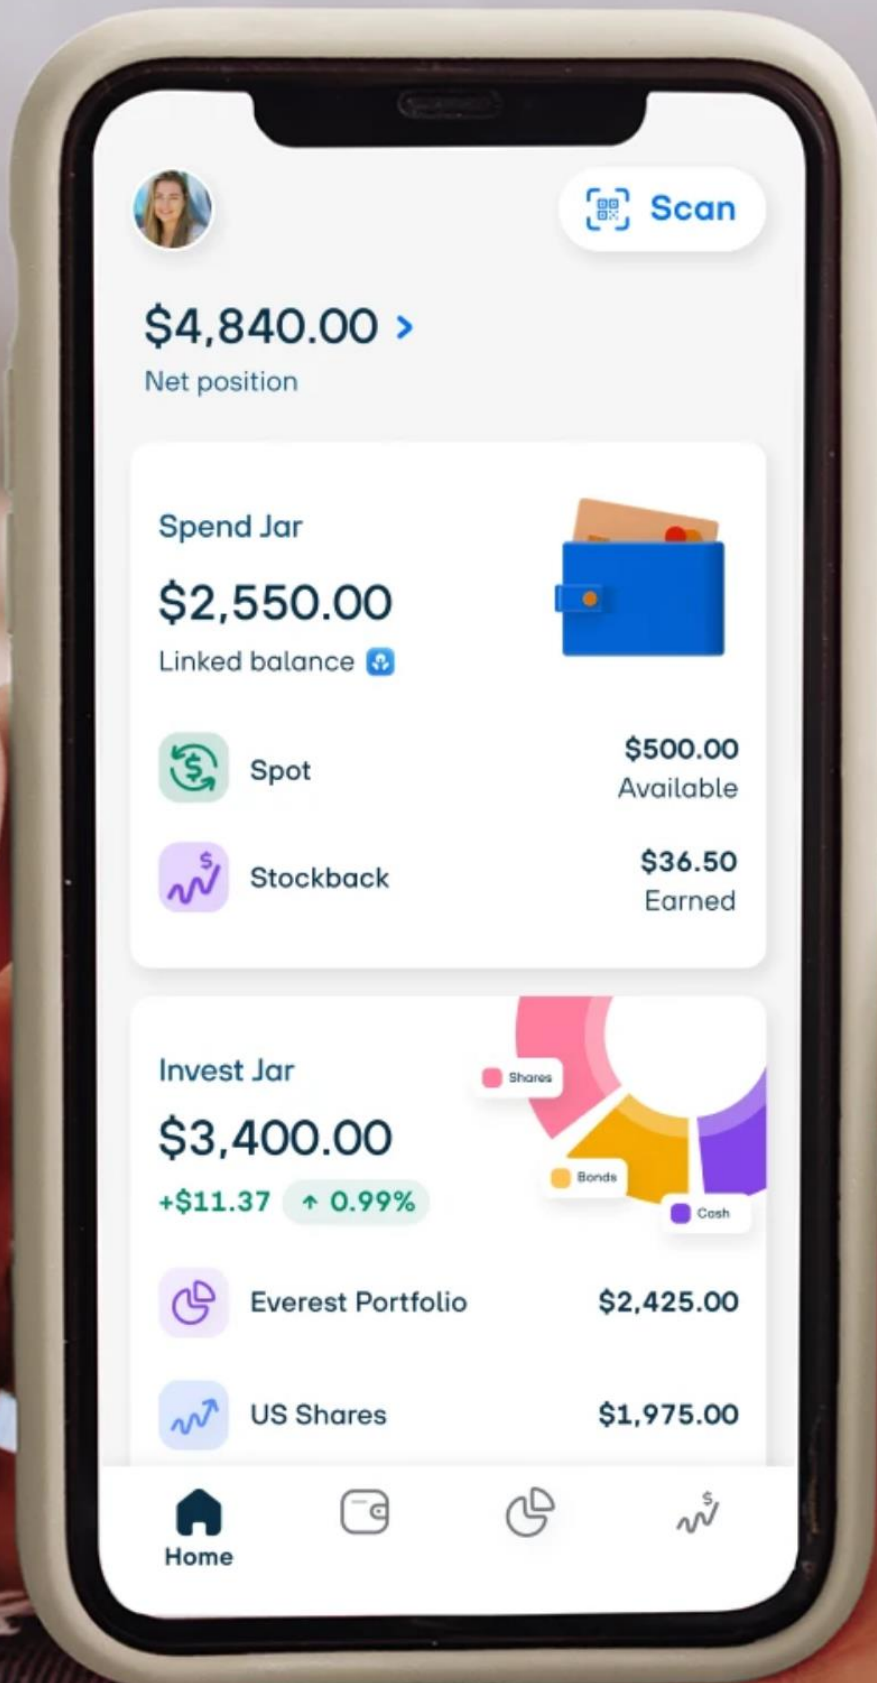 Scan
$4,840.00 >
Net position
Spend Jar
$2,550.00
Linked balance
Spot
$500.00
Available
Stockback
$36.50
Earned
Invest Jar
$3,400.00
+$11.37 ↑ 0.99%
Shares
Bonds
Cash
Everest Portfolio $2,425.00
US Shares $1,975.00
Home